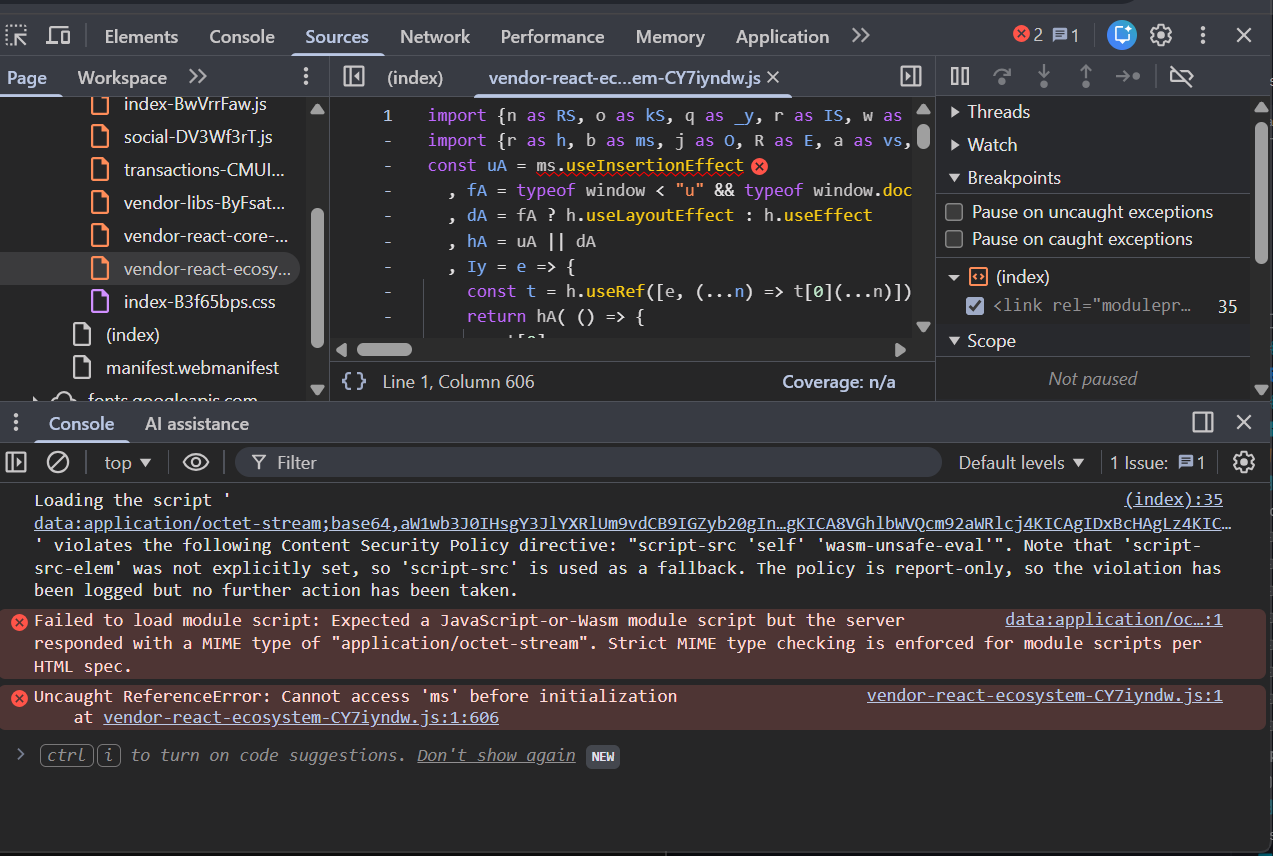 Elements Console Sources Network Performance Memory Application 2 1
Page Workspace (index) vendor-react-ec...em-CY7iyndw.js
index-BwVrrFaw.js
social-DV3Wf3rT.js
transactions-CMUI...
vendor-libs-ByFsat...
vendor-react-core-...
vendor-react-ecosy...
index-B3f65bps.css
(index)
manifest.webmanifest
fonts.googleapis.com
1 import {n as RS, o as kS, q as _y, r as IS, w as
- import {r as h, b as ms, j as O, R as E, a as vs,
- const uA = ms.useInsertionEffect
- , fA = typeof window < "u" && typeof window.doc
- , dA = fA ? h.useLayoutEffect : h.useEffect
- , hA = uA || dA
- , Iy = e => {
- const t = h.useRef([e, (...n) => t[0](...n)])
- return hA( () => {
{ } Line 1, Column 606 Coverage: n/a
Threads
Watch
Breakpoints
Pause on uncaught exceptions
Pause on caught exceptions
(index)
<link rel="modulepr... 35
Scope
Not paused
Console AI assistance
top Filter Default levels 1 Issue: 1
Loading the script ' (index):35
data:application/octet-stream;base64,aW1wb3J0IHsgY3JlYXRlUm9vdCB9IGZyb20gIn...gKICA8VGhlbWVQcm92aWRlcj4KICAgIDxBcHAgLz4KIC...
' violates the following Content Security Policy directive: "script-src 'self' 'wasm-unsafe-eval'". Note that 'script-
src-elem' was not explicitly set, so 'script-src' is used as a fallback. The policy is report-only, so the violation has
been logged but no further action has been taken.
Failed to load module script: Expected a JavaScript-or-Wasm module script but the server data:application/oc...:1
responded with a MIME type of "application/octet-stream". Strict MIME type checking is enforced for module scripts per
HTML spec.
Uncaught ReferenceError: Cannot access 'ms' before initialization vendor-react-ecosystem-CY7iyndw.js:1
at vendor-react-ecosystem-CY7iyndw.js:1:606
> ctrl i to turn on code suggestions. Don't show again NEW